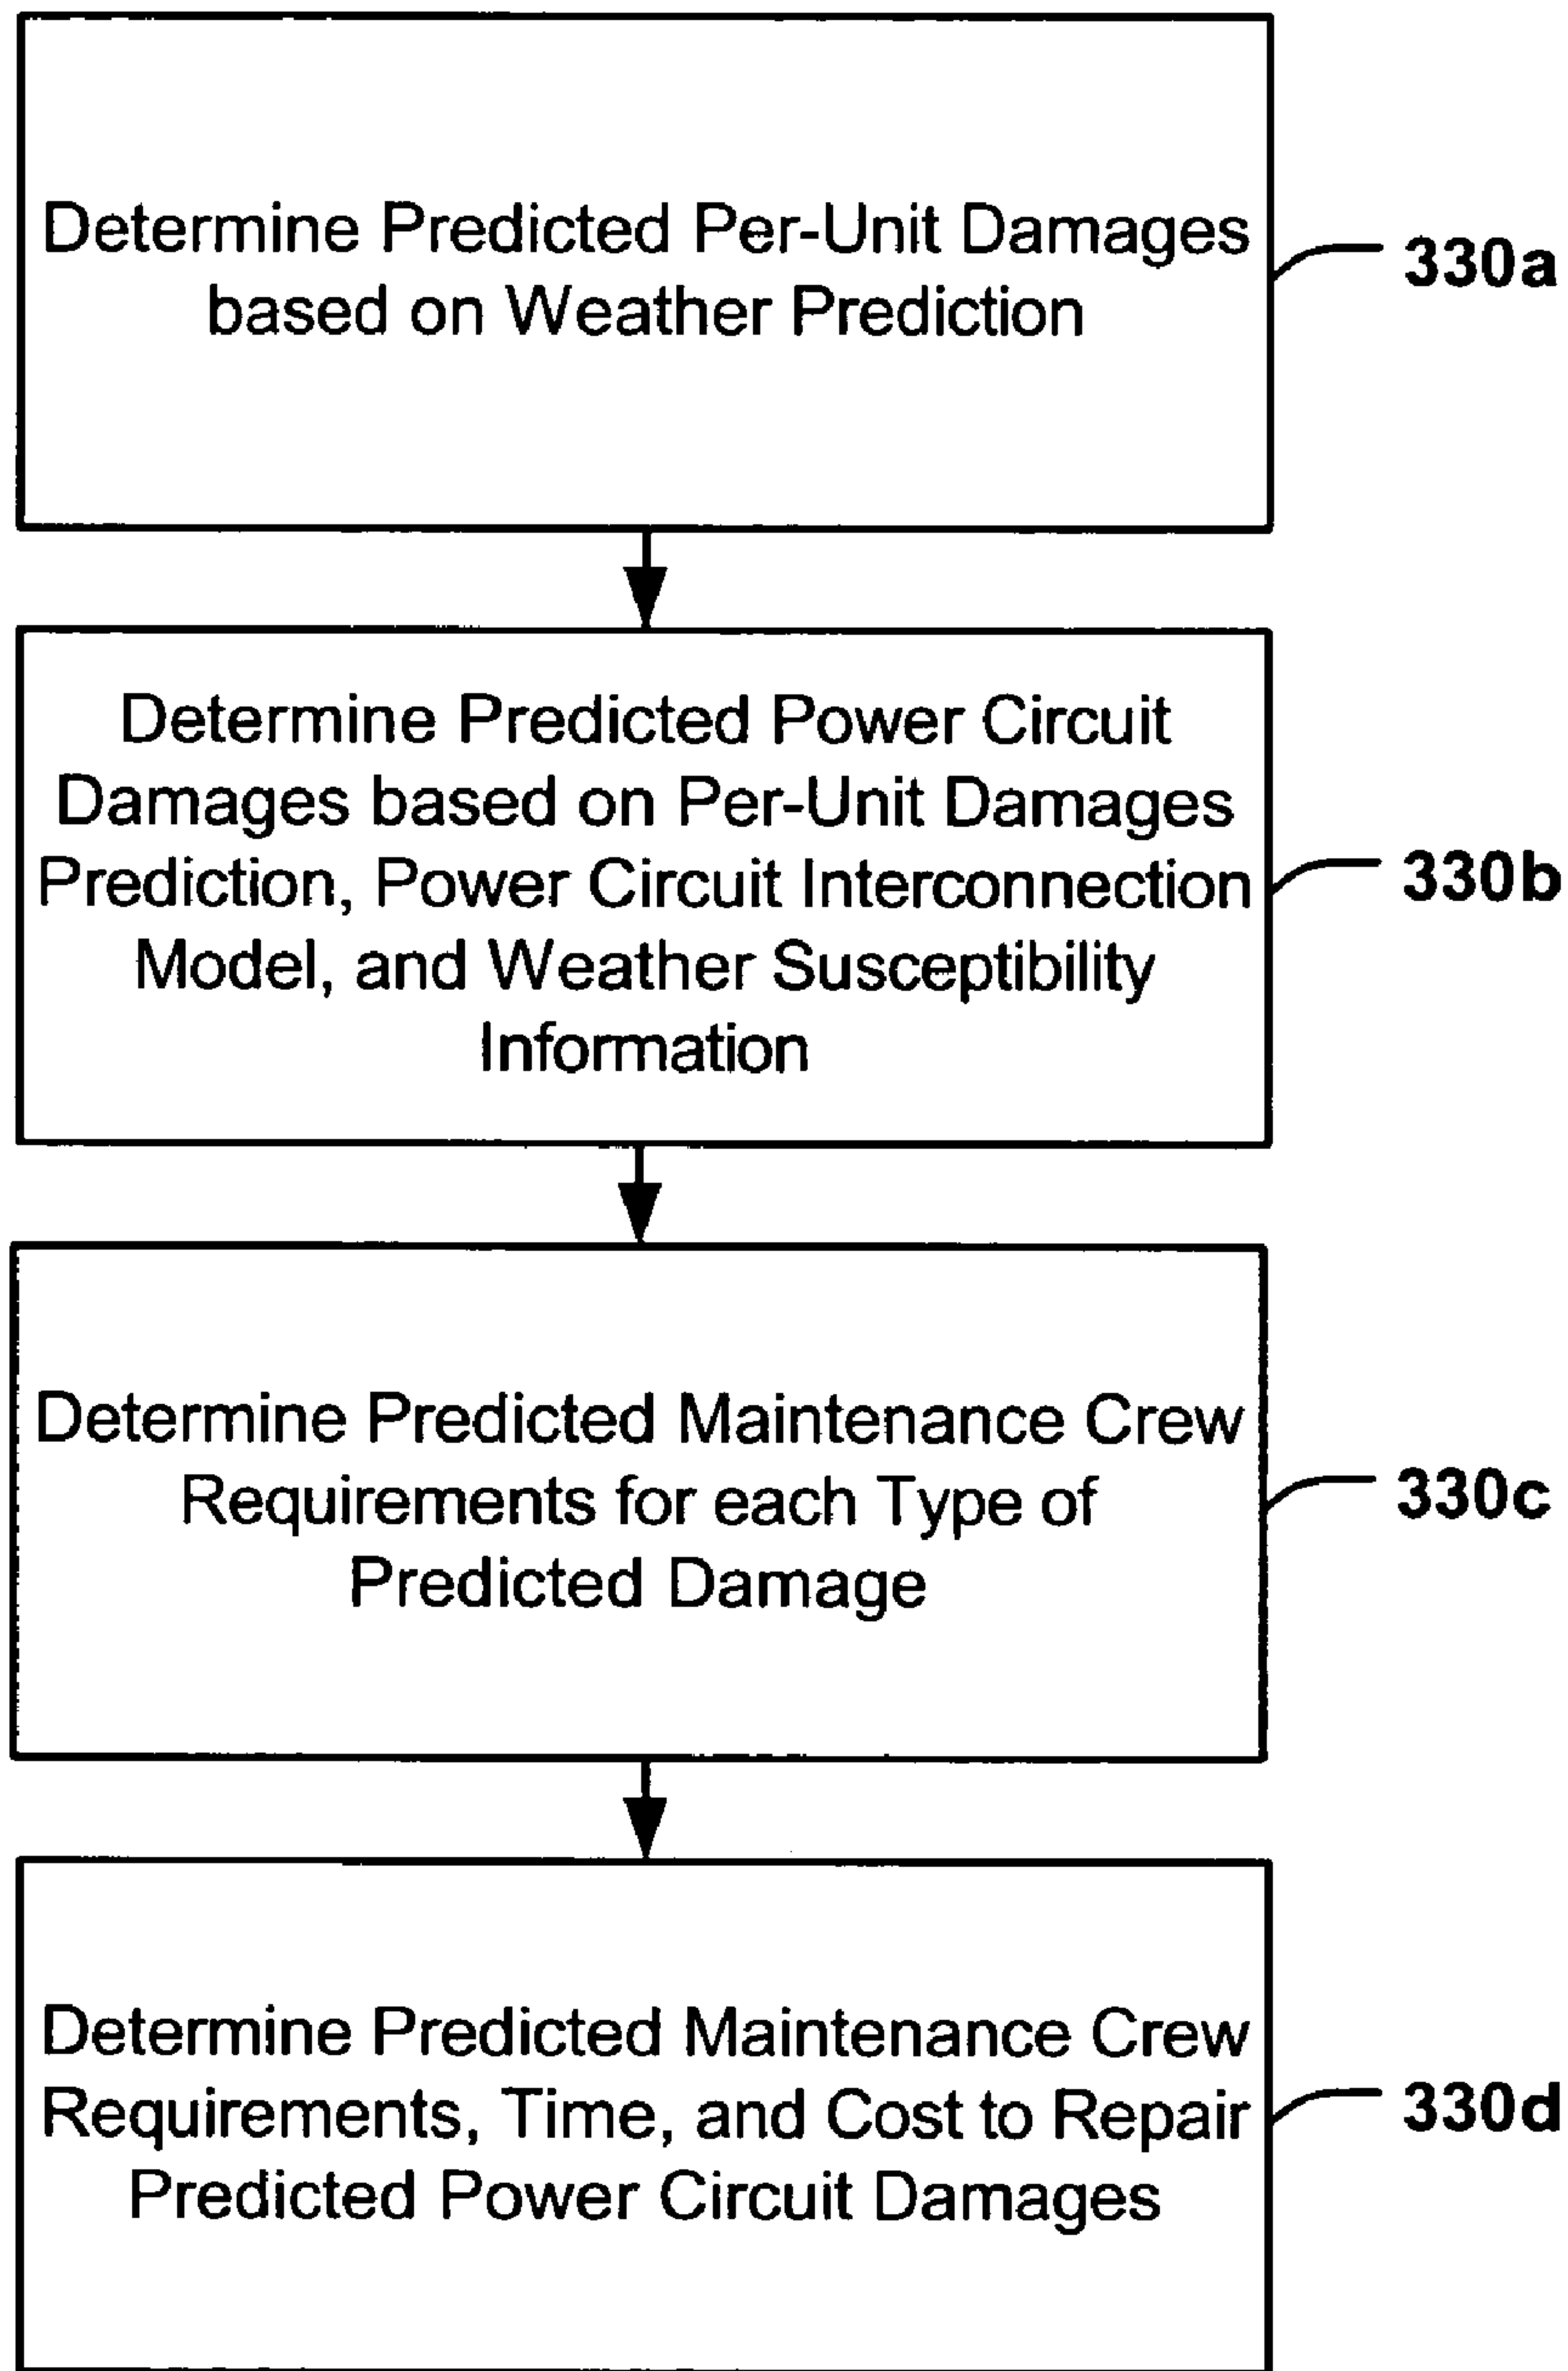 Determine Predicted Per-Unit Damages
based on Weather Prediction
330a
Determine Predicted Power Circuit
Damages based on Per-Unit Damages
Prediction, Power Circuit Interconnection
Model, and Weather Susceptibility
Information
330b
Determine Predicted Maintenance Crew
Requirements for each Type of
Predicted Damage
330c
Determine Predicted Maintenance Crew
Requirements, Time, and Cost to Repair
Predicted Power Circuit Damages
330d